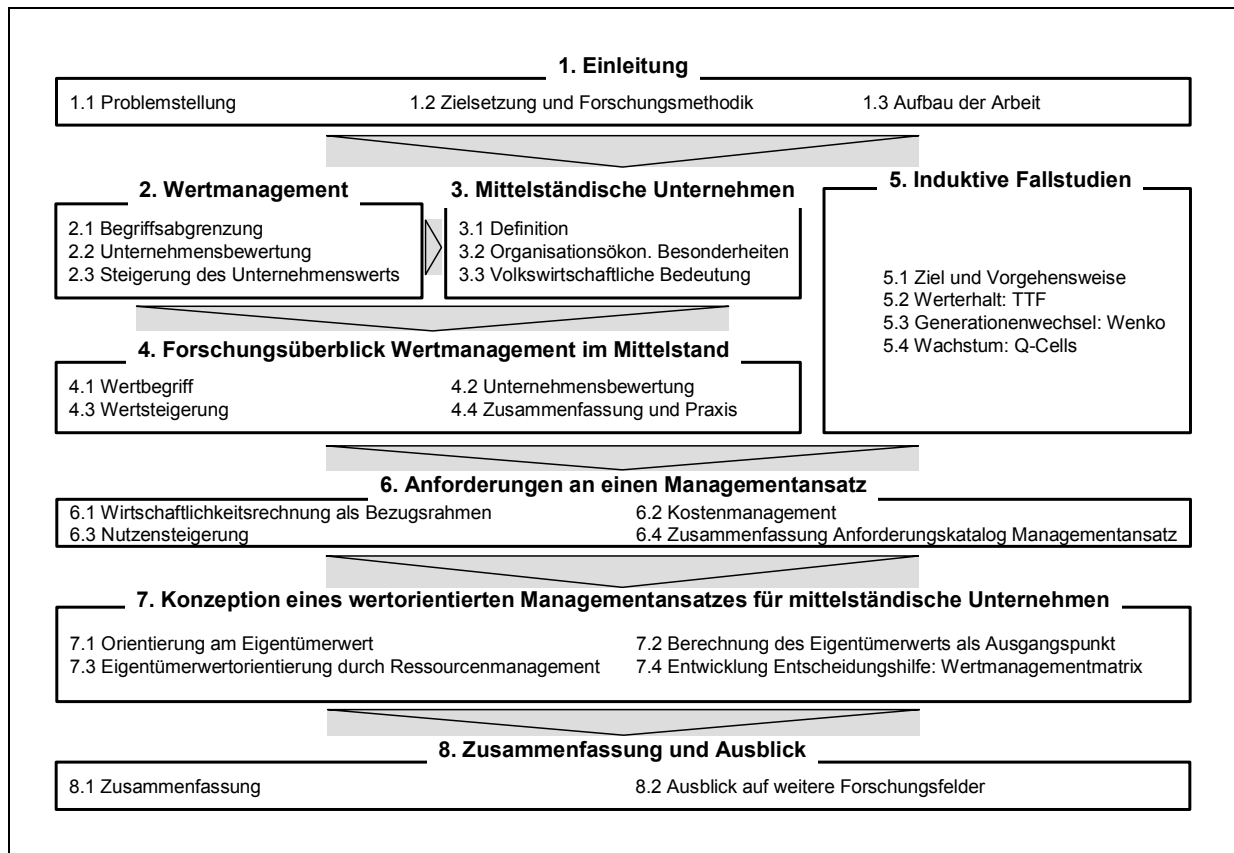 1. Einleitung
1.1 Problemstellung 1.2 Zielsetzung und Forschungsmethodik 1.3 Aufbau der Arbeit
2. Wertmanagement
2.1 Begriffsabgrenzung
2.2 Unternehmensbewertung
2.3 Steigerung des Unternehmenswerts
3. Mittelständische Unternehmen
3.1 Definition
3.2 Organisationsökon. Besonderheiten
3.3 Volkswirtschaftliche Bedeutung
4. Forschungsüberblick Wertmanagement im Mittelstand
4.1 Wertbegriff 4.2 Unternehmensbewertung
4.3 Wertsteigerung 4.4 Zusammenfassung und Praxis
5. Induktive Fallstudien
5.1 Ziel und Vorgehensweise
5.2 Werterhalt: TTF
5.3 Generationenwechsel: Wenko
5.4 Wachstum: Q-Cells
6. Anforderungen an einen Managementansatz
6.1 Wirtschaftlichkeitsrechnung als Bezugsrahmen 6.2 Kostenmanagement
6.3 Nutzensteigerung 6.4 Zusammenfassung Anforderungskatalog Managementansatz
7. Konzeption eines wertorientierten Managementansatzes für mittelständische Unternehmen
7.1 Orientierung am Eigentümerwert 7.2 Berechnung des Eigentümerwerts als Ausgangspunkt
7.3 Eigentümerwertorientierung durch Ressourcenmanagement 7.4 Entwicklung Entscheidungshilfe: Wertmanagementmatrix
8. Zusammenfassung und Ausblick
8.1 Zusammenfassung 8.2 Ausblick auf weitere Forschungsfelder